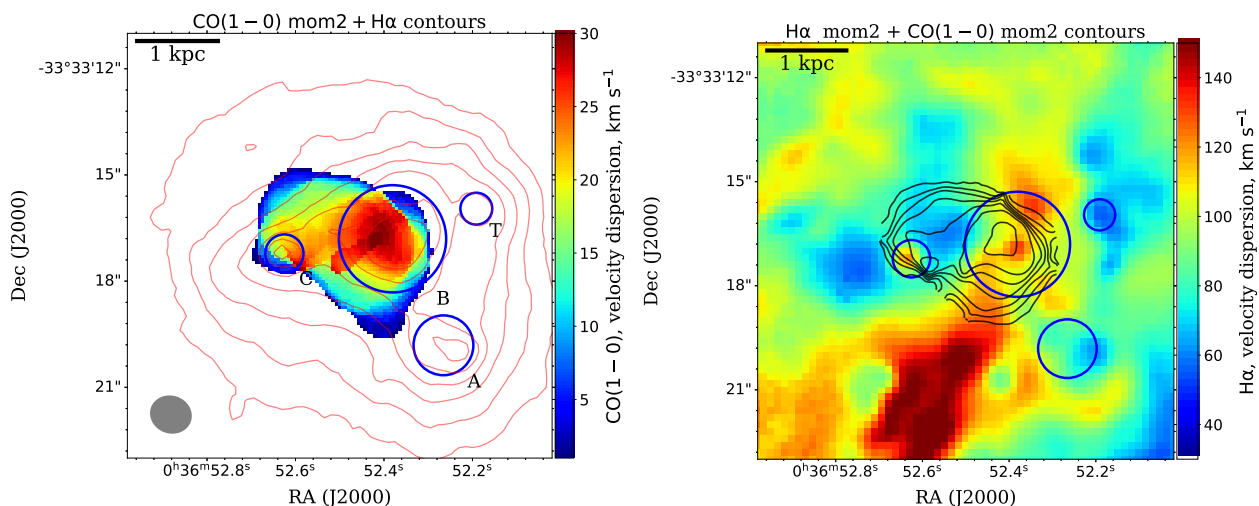 CO(1 − 0) mom2 + Hα contours
1 kpc
-33°33'12"
15"
18"
21"
Dec (J2000)
T
C
B
A
0ʰ36ᵐ52.8ˢ 52.6ˢ 52.4ˢ 52.2ˢ
RA (J2000)
30
25
20
15
10
5
CO(1−0), velocity dispersion, km s⁻¹
Hα mom2 + CO(1−0) mom2 contours
1 kpc
-33°33'12"
15"
18"
21"
Dec (J2000)
0ʰ36ᵐ52.8ˢ 52.6ˢ 52.4ˢ 52.2ˢ
RA (J2000)
140
120
100
80
60
40
Hα, velocity dispersion, km s⁻¹